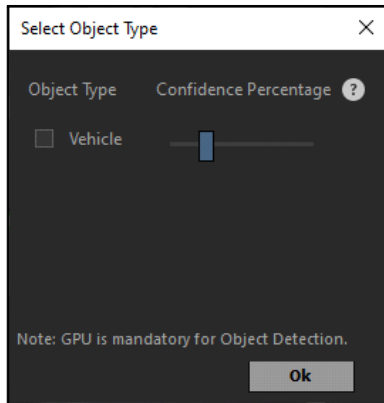 Select Object Type
Object Type Confidence Percentage ?
Vehicle
Note: GPU is mandatory for Object Detection.
Ok